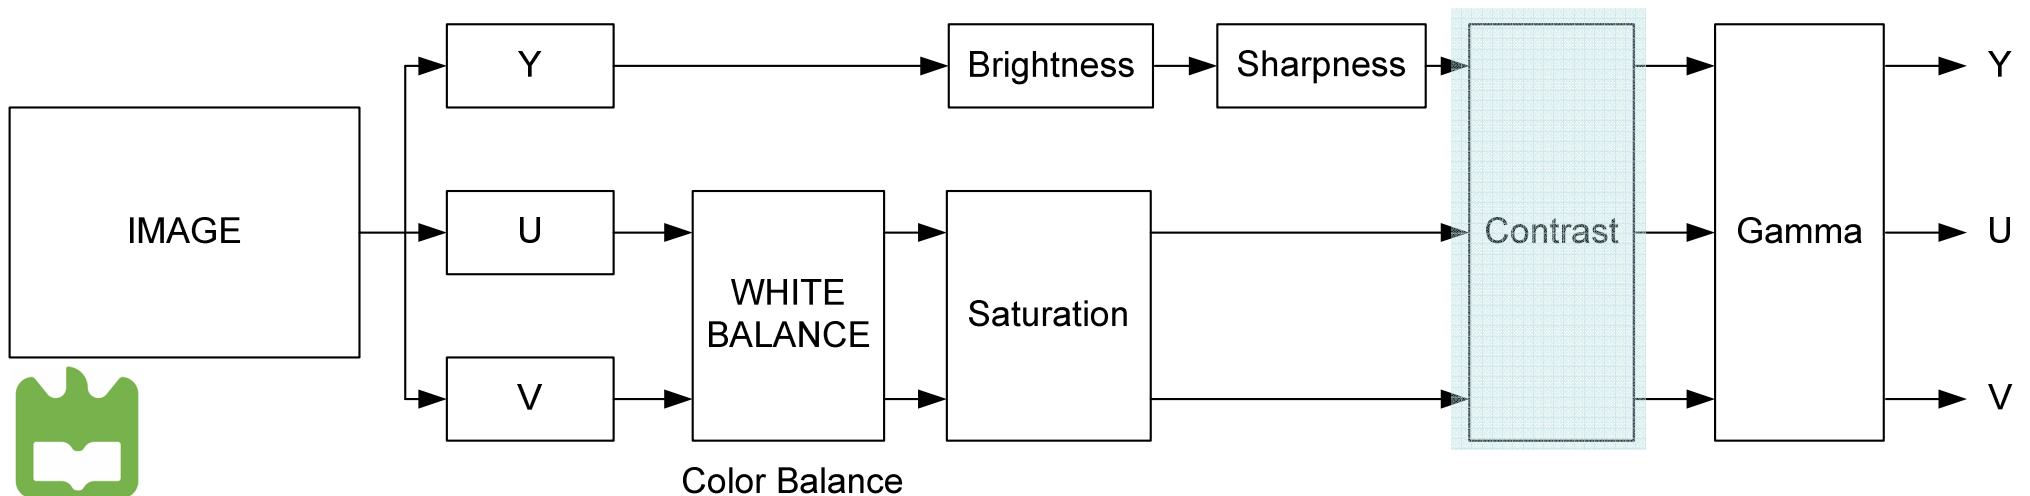 Y
Brightness
Sharpness
Y
IMAGE
U
WHITE
BALANCE
Saturation
Contrast
Gamma
U
V
V
Color Balance